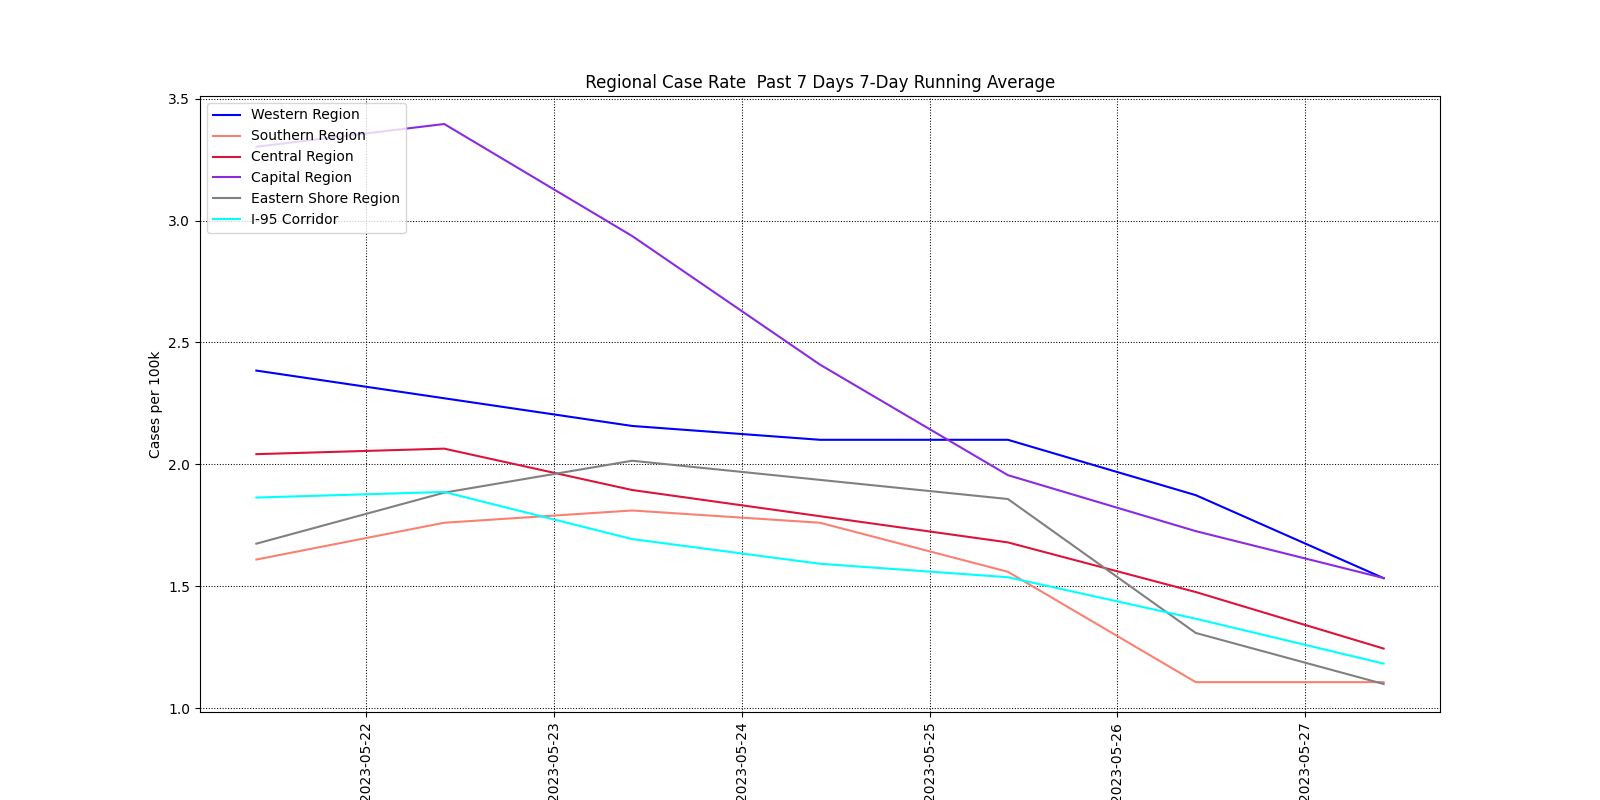 Regional Case Rate  Past 7 Days 7-Day Running Average
Cases per 100k
3.5
3.0
2.5
2.0
1.5
1.0
Western Region
Southern Region
Central Region
Capital Region
Eastern Shore Region
I-95 Corridor
2023-05-22
2023-05-23
2023-05-24
2023-05-25
2023-05-26
2023-05-27